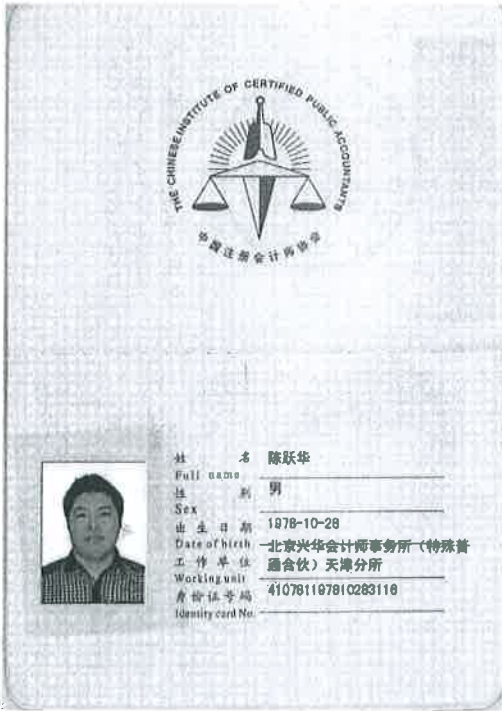 THE CHINESE INSTITUTE OF CERTIFIED PUBLIC ACCOUNTANTS
中国注册会计师协会
姓 名 陈跃华
Full name
性 别 男
Sex
出 生 日 期 1978-10-28
Date of birth
工 作 单 位 北京兴华会计师事务所（特殊普
通合伙）天津分所
Working unit
身 份 证 号 码 410781197810283116
Identity card No.